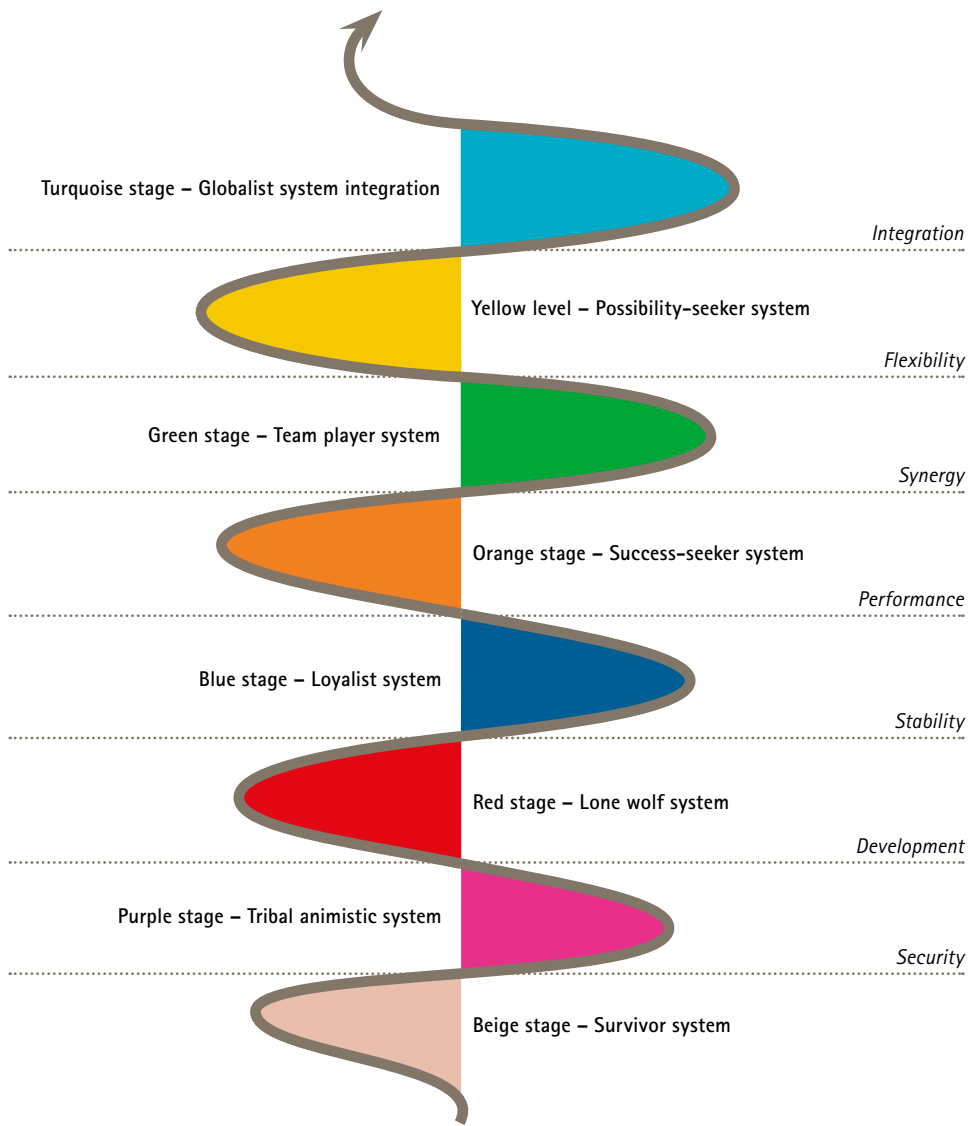 Turquoise stage – Globalist system integration
Integration
Yellow level – Possibility-seeker system
Flexibility
Green stage – Team player system
Synergy
Orange stage – Success-seeker system
Performance
Blue stage – Loyalist system
Stability
Red stage – Lone wolf system
Development
Purple stage – Tribal animistic system
Security
Beige stage – Survivor system